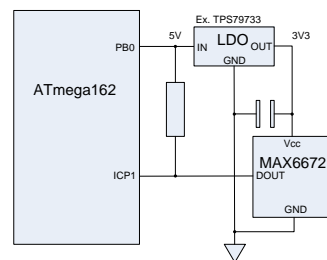 Ex. TPS79733
5V
PB0
IN
LDO
OUT
3V3
GND
ATmega162
Vcc
MAX6672
ICP1
DOUT
GND